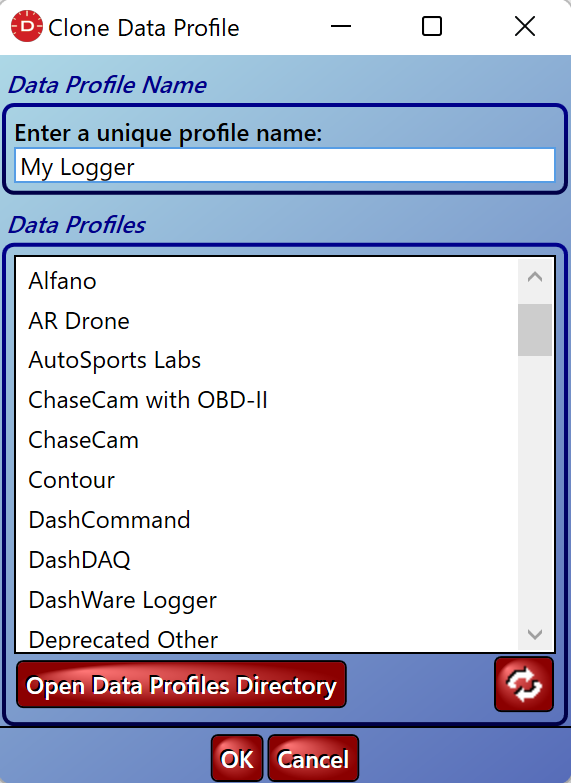 D
Clone Data Profile
Data Profile Name
Enter a unique profile name:
My Logger
Data Profiles
Alfano
AR Drone
AutoSports Labs
ChaseCam with OBD-II
ChaseCam
Contour
DashCommand
DashDAQ
DashWare Logger
Deprecated Other
Open Data Profiles Directory
OK Cancel